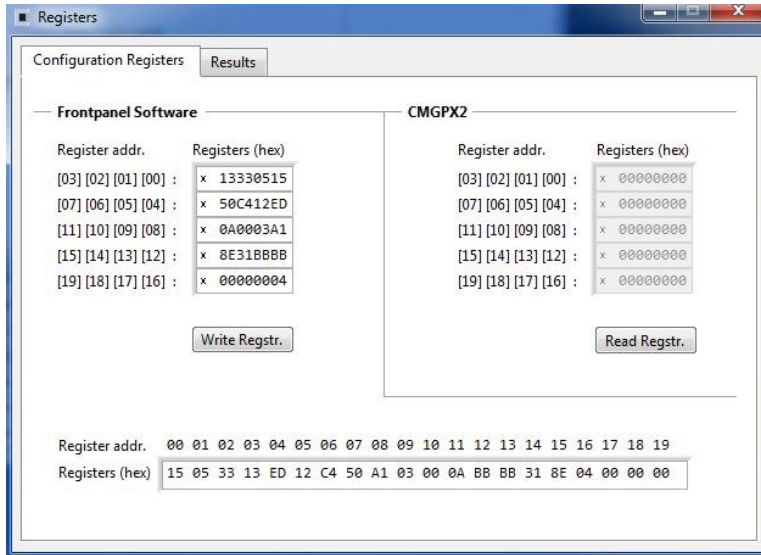 Registers
Configuration Registers Results
Frontpanel Software CMGPX2
Register addr. Registers (hex) Register addr. Registers (hex)
[03] [02] [01] [00] : x 13330515 [03] [02] [01] [00] : x 00000000
[07] [06] [05] [04] : x 50C412ED [07] [06] [05] [04] : x 00000000
[11] [10] [09] [08] : x 0A0003A1 [11] [10] [09] [08] : x 00000000
[15] [14] [13] [12] : x 8E31BBBB [15] [14] [13] [12] : x 00000000
[19] [18] [17] [16] : x 00000004 [19] [18] [17] [16] : x 00000000
Write Regstr. Read Regstr.
Register addr. 00 01 02 03 04 05 06 07 08 09 10 11 12 13 14 15 16 17 18 19
Registers (hex) 15 05 33 13 ED 12 C4 50 A1 03 00 0A BB BB 31 8E 04 00 00 00